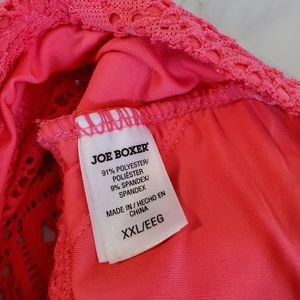 JOE BOXER
91% POLYESTER/
POLIÉSTER
9% SPANDEX/
SPANDEX
MADE IN / HECHO EN
CHINA
XXL/EEG